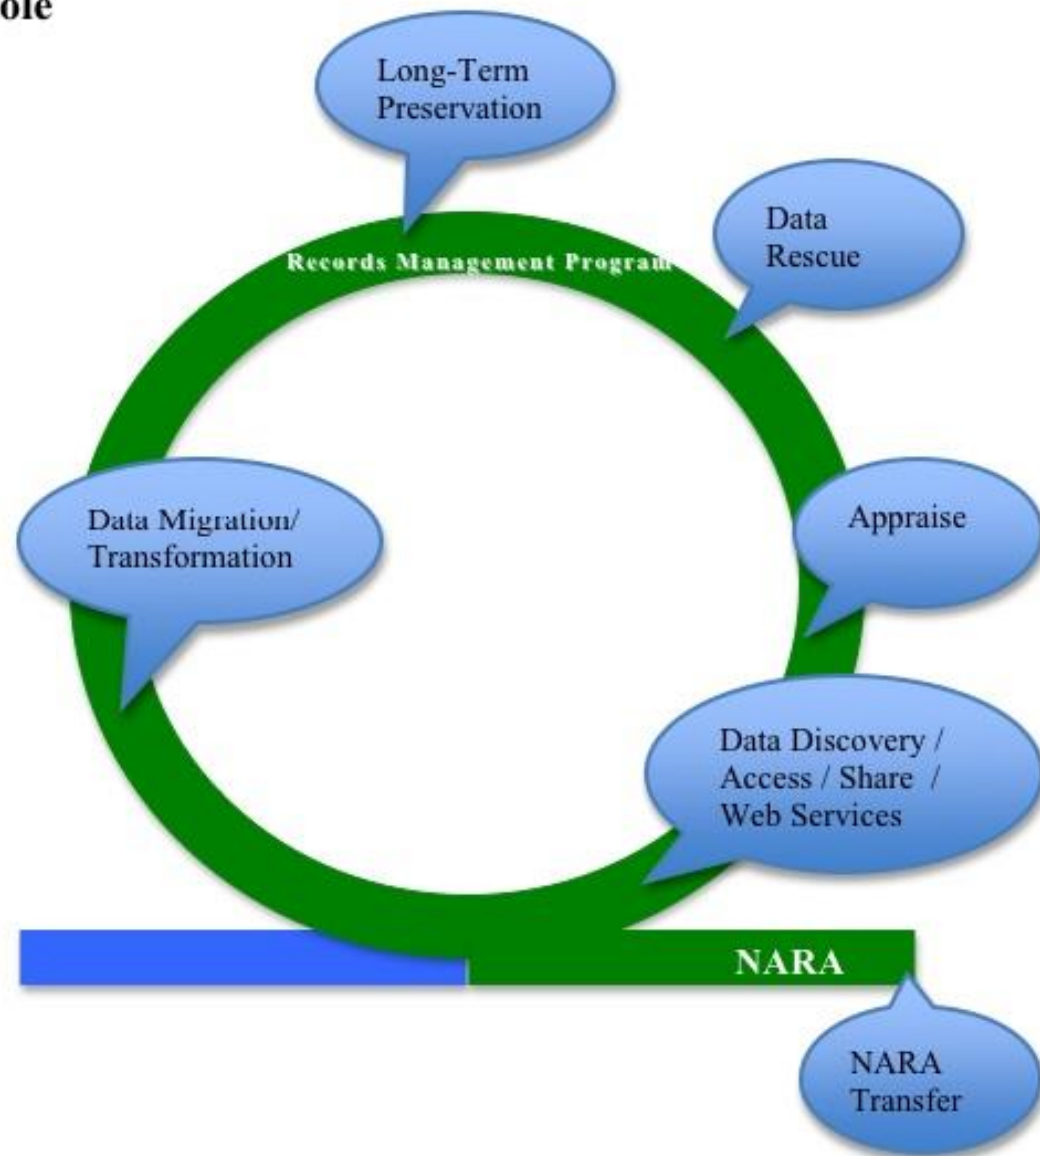 Long-Term
Preservation
Data
Rescue
Records Management Program
Data Migration/
Transformation
Appraise
Data Discovery /
Access / Share /
Web Services
NARA
NARA
Transfer